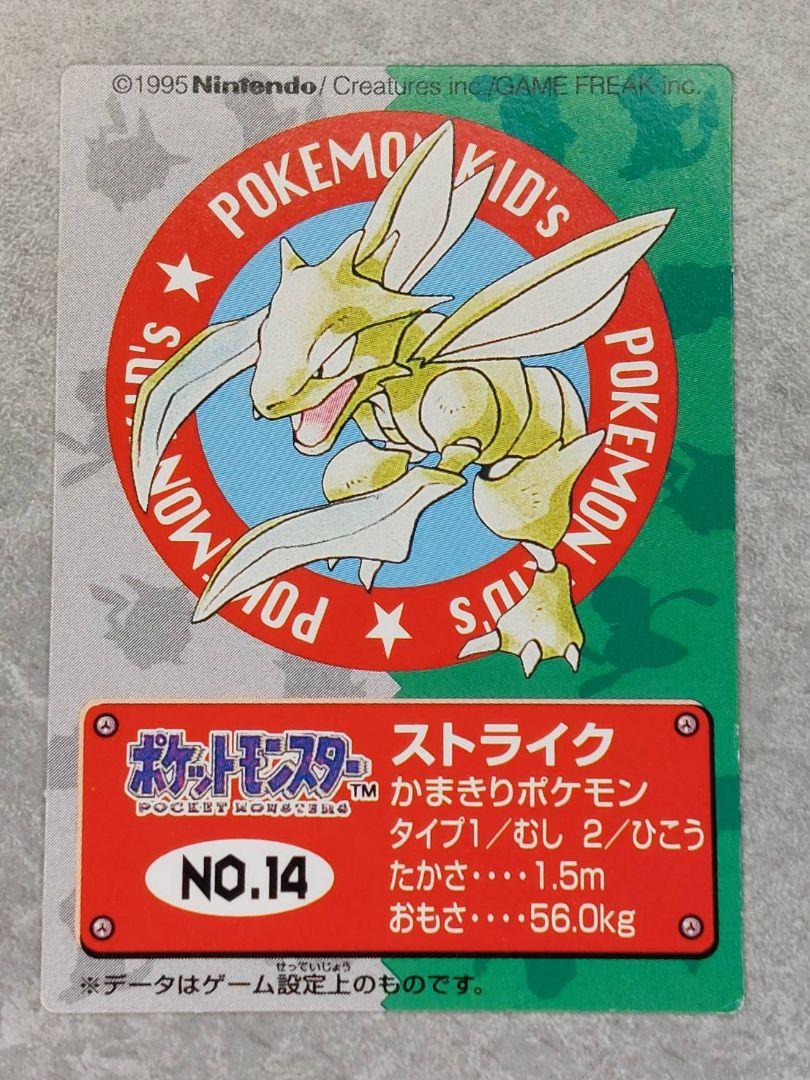 ©1995 Nintendo/ Creatures inc./GAME FREAK inc.
POKEMON KID's
POKEMON KID'S
POKEMON KID's
ポケットモンスター™
POCKET MONSTERS
NO.14
ストライク
かまきりポケモン
タイプ1/むし 2/ひこう
たかさ････1.5m
おもさ････56.0kg
せっていじょう
※データはゲーム設定上のものです。